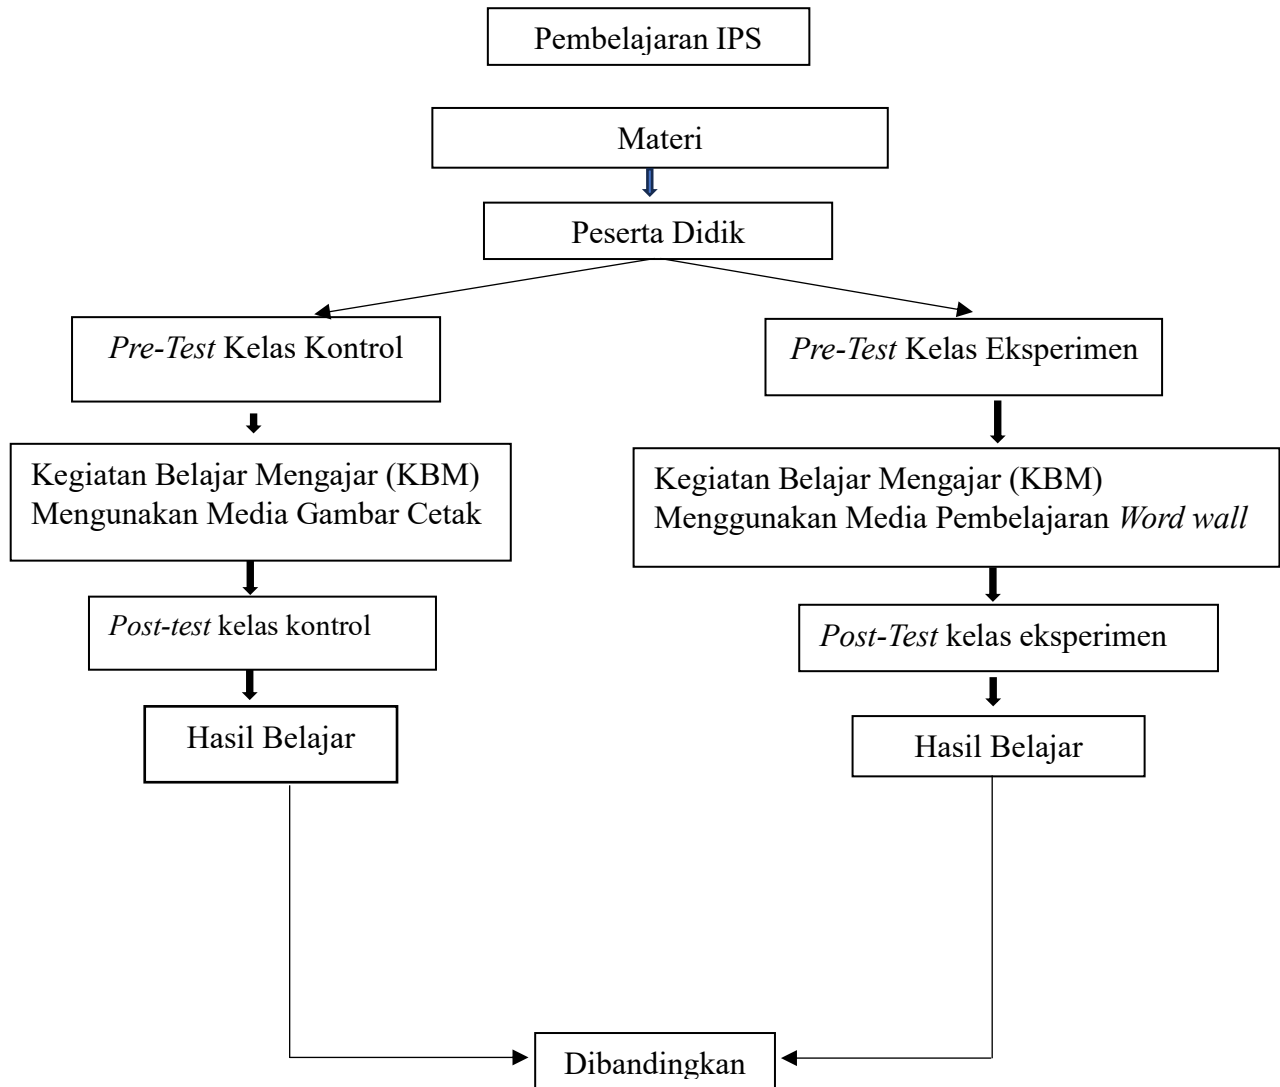 Pembelajaran IPS
Materi
Peserta Didik
Pre-Test Kelas Kontrol
Pre-Test Kelas Eksperimen
Kegiatan Belajar Mengajar (KBM)
Mengunakan Media Gambar Cetak
Kegiatan Belajar Mengajar (KBM)
Menggunakan Media Pembelajaran Word wall
Post-test kelas kontrol
Post-Test kelas eksperimen
Hasil Belajar
Hasil Belajar
Dibandingkan